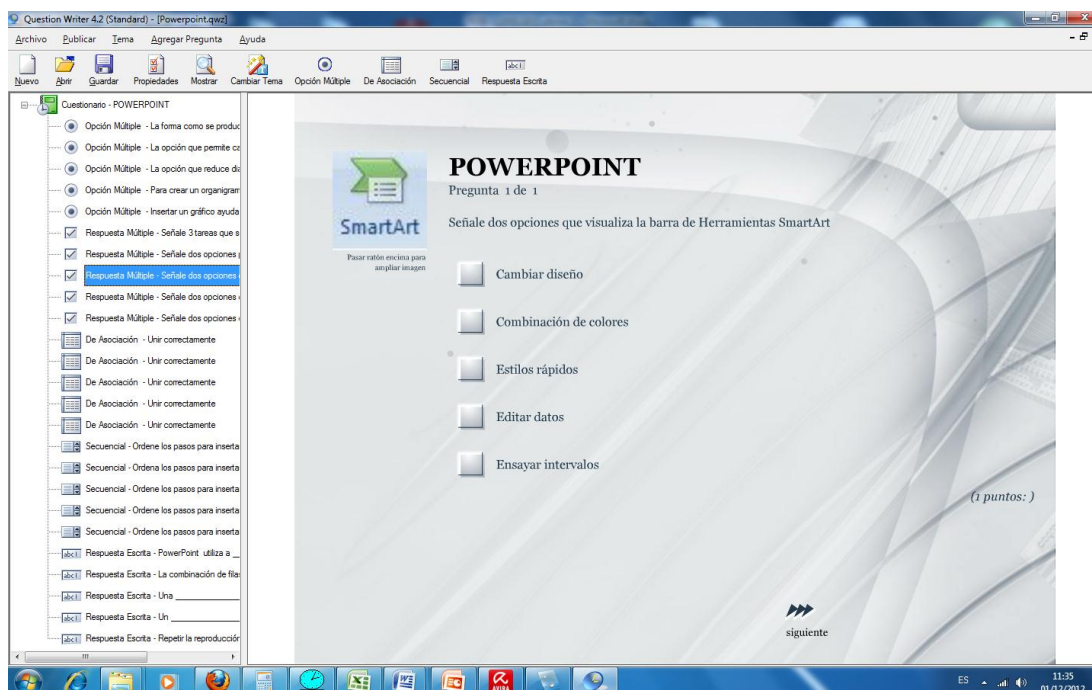 Question Writer 4.2 (Standard) - [Powerpoint.qwz]
Archivo Publicar Tema Agregar Pregunta Ayuda
Nuevo Abrir Guardar Propiedades Mostrar Cambiar Tema Opción Múltiple De Asociación Secuencial Respuesta Escrita
Cuestionario - POWERPOINT
Opción Múltiple - La forma como se produc
Opción Múltiple - La opción que permite ca
Opción Múltiple - La opción que reduce dia
Opción Múltiple - Para crear un organigram
Opción Múltiple - Insertar un gráfico ayuda
Respuesta Múltiple - Señale 3 tareas que s
Respuesta Múltiple - Señale dos opciones
Respuesta Múltiple - Señale dos opciones
Respuesta Múltiple - Señale dos opciones
Respuesta Múltiple - Señale dos opciones
De Asociación - Unir correctamente
De Asociación - Unir correctamente
De Asociación - Unir correctamente
De Asociación - Unir correctamente
De Asociación - Unir correctamente
Secuencial - Ordene los pasos para inserta
Secuencial - Ordena los pasos para inserta
Secuencial - Ordene los pasos para inserta
Secuencial - Ordene los pasos para inserta
Secuencial - Ordene los pasos para inserta
Respuesta Escrita - PowerPoint utiliza a _
Respuesta Escrita - La combinación de filas
Respuesta Escrita - Una ____________
Respuesta Escrita - Un ____________
Respuesta Escrita - Repetir la reproducción
SmartArt
Pasar ratón encima para
ampliar imagen
POWERPOINT
Pregunta 1 de 1
Señale dos opciones que visualiza la barra de Herramientas SmartArt
Cambiar diseño
Combinación de colores
Estilos rápidos
Editar datos
Ensayar intervalos
(1 puntos: )
siguiente
AVIRA
ES
11:35
01/12/2012